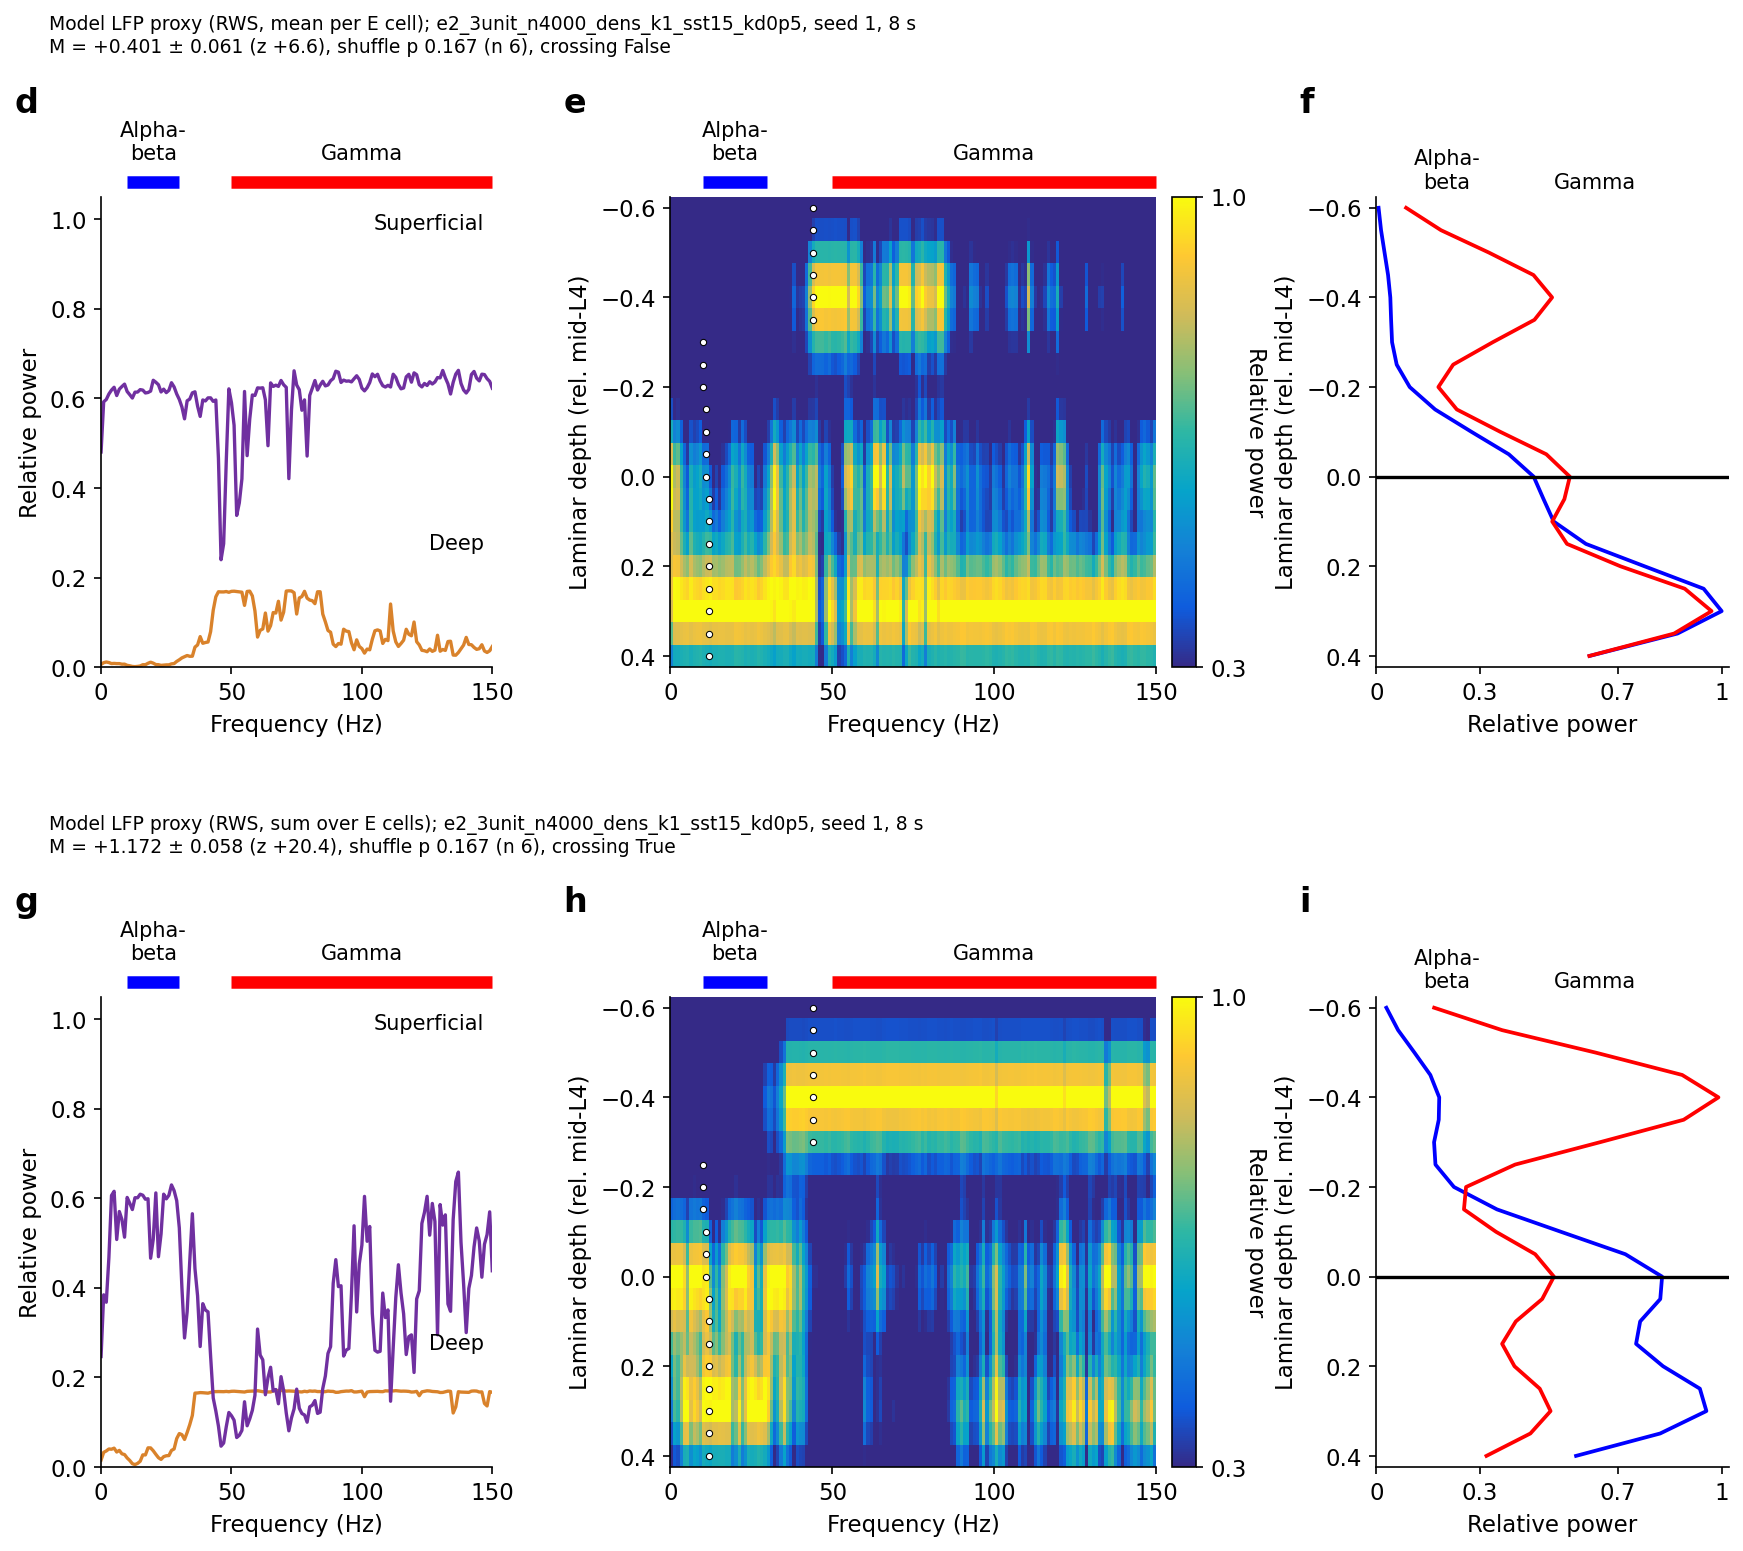 Model LFP proxy (RWS, mean per E cell); e2_3unit_n4000_dens_k1_sst15_kd0p5, seed 1, 8 s
M = +0.401 ± 0.061 (z +6.6), shuffle p 0.167 (n 6), crossing False
d
Alpha-
beta
Gamma
Superficial
Deep
Relative power
1.0
0.8
0.6
0.4
0.2
0.0
0
50
100
150
Frequency (Hz)
e
Alpha-
beta
Gamma
Laminar depth (rel. mid-L4)
−0.6
−0.4
−0.2
0.0
0.2
0.4
0
50
100
150
Frequency (Hz)
1.0
0.3
Relative power
f
Alpha-
beta
Gamma
Laminar depth (rel. mid-L4)
−0.6
−0.4
−0.2
0.0
0.2
0.4
0
0.3
0.7
1
Relative power
Model LFP proxy (RWS, sum over E cells); e2_3unit_n4000_dens_k1_sst15_kd0p5, seed 1, 8 s
M = +1.172 ± 0.058 (z +20.4), shuffle p 0.167 (n 6), crossing True
g
Alpha-
beta
Gamma
Superficial
Deep
Relative power
1.0
0.8
0.6
0.4
0.2
0.0
0
50
100
150
Frequency (Hz)
h
Alpha-
beta
Gamma
Laminar depth (rel. mid-L4)
−0.6
−0.4
−0.2
0.0
0.2
0.4
0
50
100
150
Frequency (Hz)
1.0
0.3
Relative power
i
Alpha-
beta
Gamma
Laminar depth (rel. mid-L4)
−0.6
−0.4
−0.2
0.0
0.2
0.4
0
0.3
0.7
1
Relative power